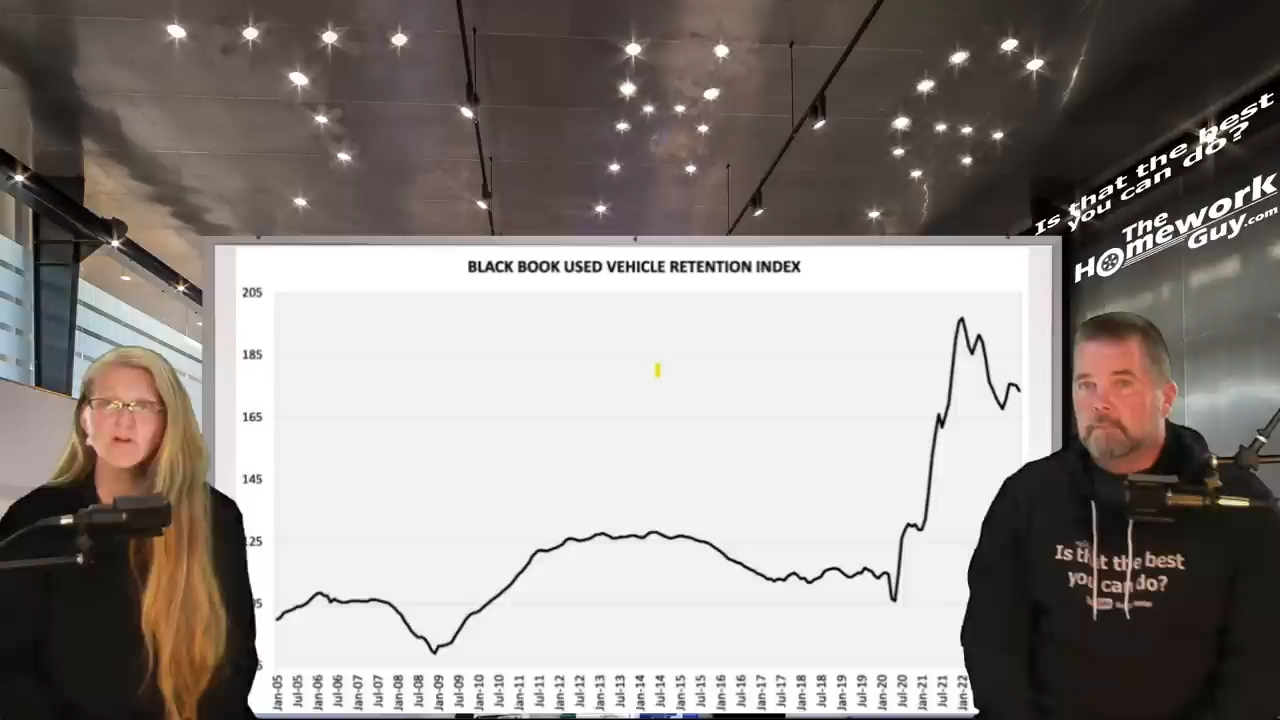 Is that the best
you can do?
The
Homework
Guy.com
BLACK BOOK USED VEHICLE RETENTION INDEX
205
185
165
145
25
05
5
Jan-05 Jul-05 Jan-06 Jul-06 Jan-07 Jul-07 Jan-08 Jul-08 Jan-09 Jul-09 Jan-10 Jul-10 Jan-11 Jul-11 Jan-12 Jul-12 Jan-13 Jul-13 Jan-14 Jul-14 Jan-15 Jul-15 Jan-16 Jul-16 Jan-17 Jul-17 Jan-18 Jul-18 Jan-19 Jul-19 Jan-20 Jul-20 Jan-21 Jul-21 Jan-22
Is that the best
you can do?